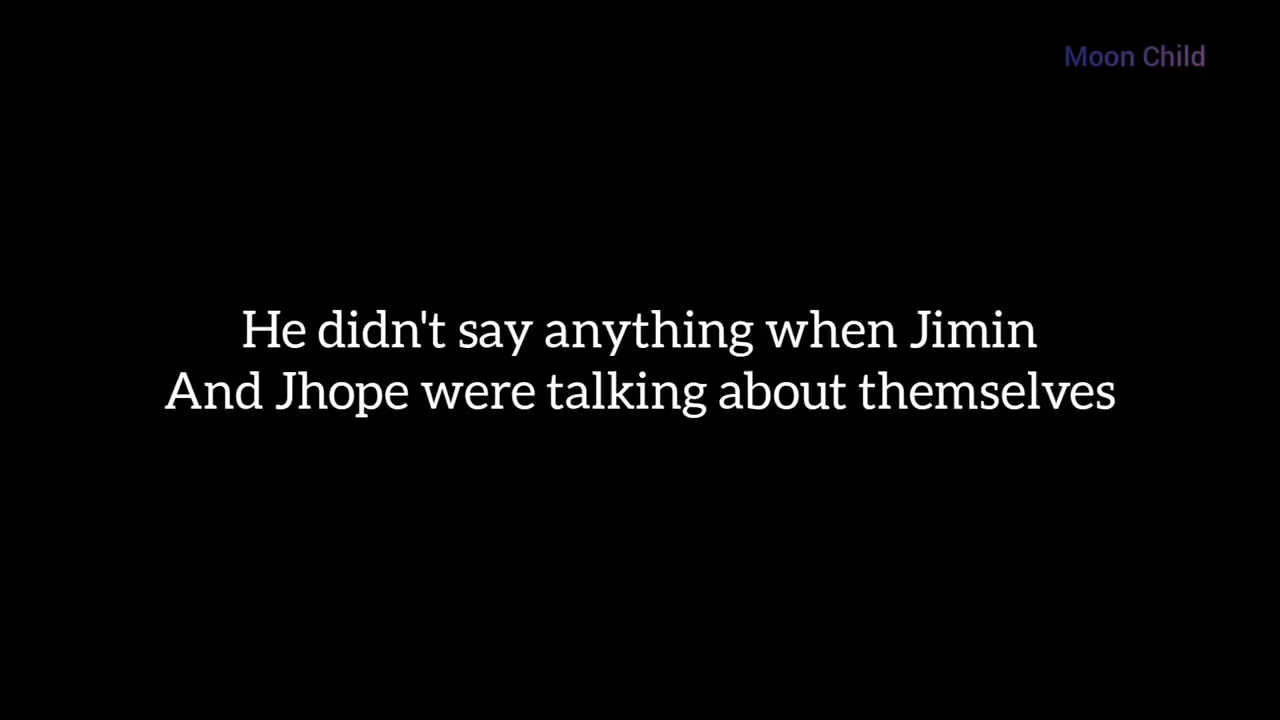 Moon Child
He didn't say anything when Jimin
And Jhope were talking about themselves